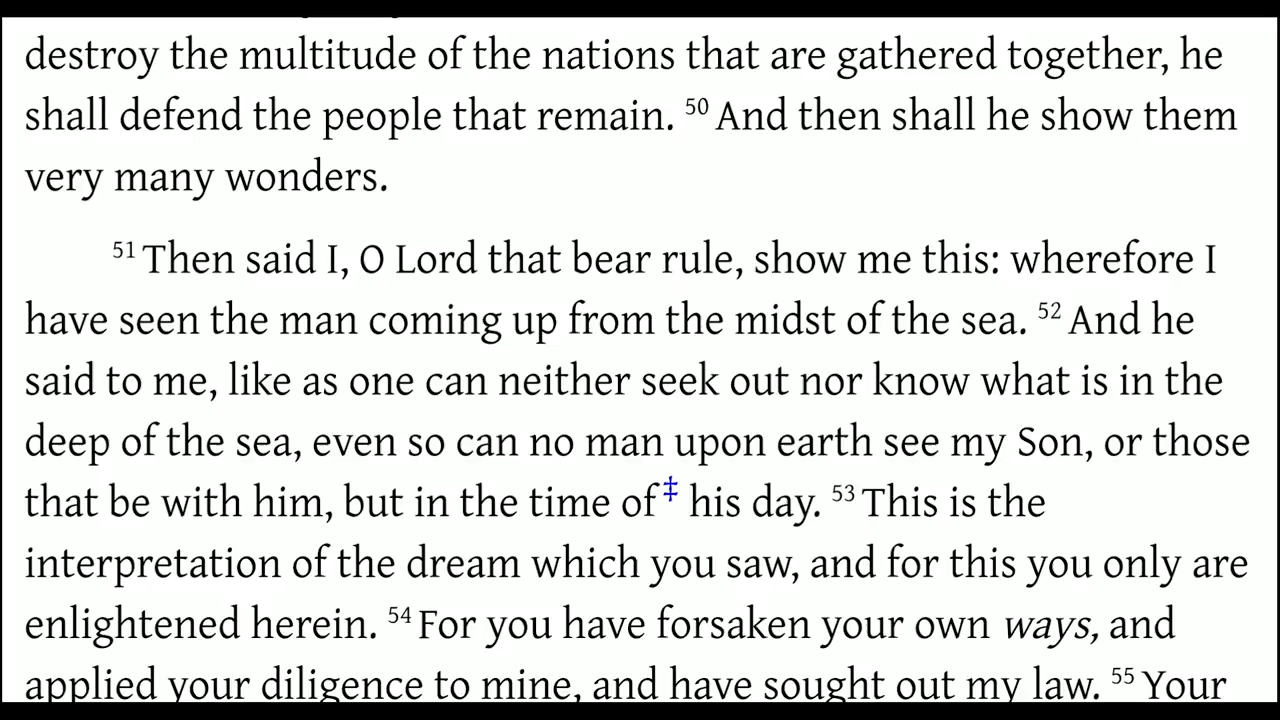 destroy the multitude of the nations that are gathered together, he
shall defend the people that remain. 50 And then shall he show them
very many wonders.
51 Then said I, O Lord that bear rule, show me this: wherefore I
have seen the man coming up from the midst of the sea. 52 And he
said to me, like as one can neither seek out nor know what is in the
deep of the sea, even so can no man upon earth see my Son, or those
that be with him, but in the time of‡ his day. 53 This is the
interpretation of the dream which you saw, and for this you only are
enlightened herein. 54 For you have forsaken your own ways, and
applied your diligence to mine, and have sought out my law. 55 Your